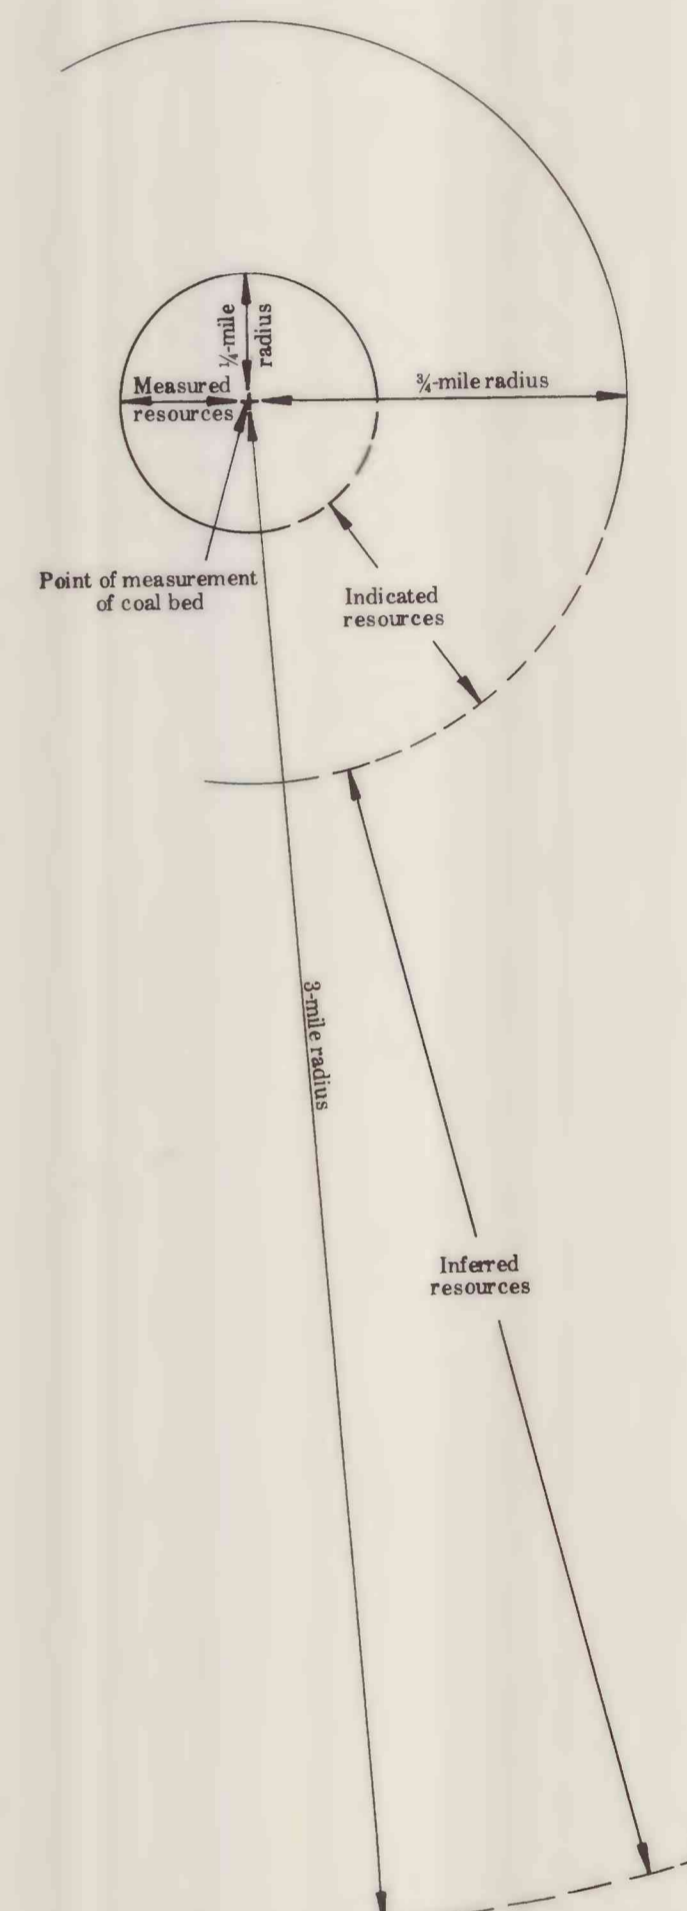 ¼-mile
radius
Measured
resources
¾-mile radius
Point of measurement
of coal bed
Indicated
resources
3-mile radius
Inferred
resources